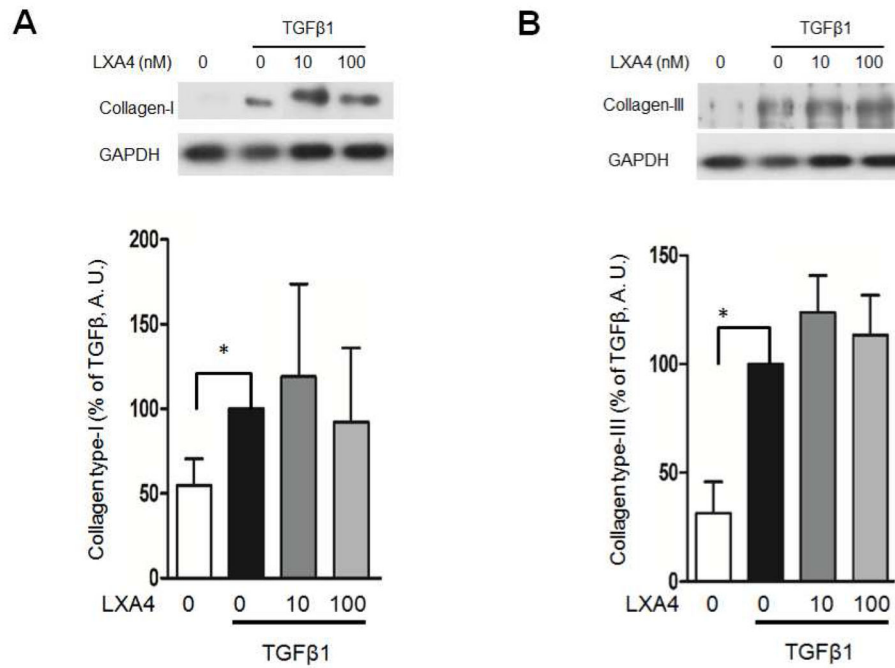 A
TGFβ1
LXA4 (nM) 0 0 10 100
Collagen-I
GAPDH
Collagen type-I (% of TGFβ, A. U.)
200
150
100
50
0
*
LXA4 0 0 10 100
TGFβ1
B
TGFβ1
LXA4 (nM) 0 0 10 100
Collagen-III
GAPDH
Collagen type-III (% of TGFβ, A. U.)
150
100
50
0
*
LXA4 0 0 10 100
TGFβ1